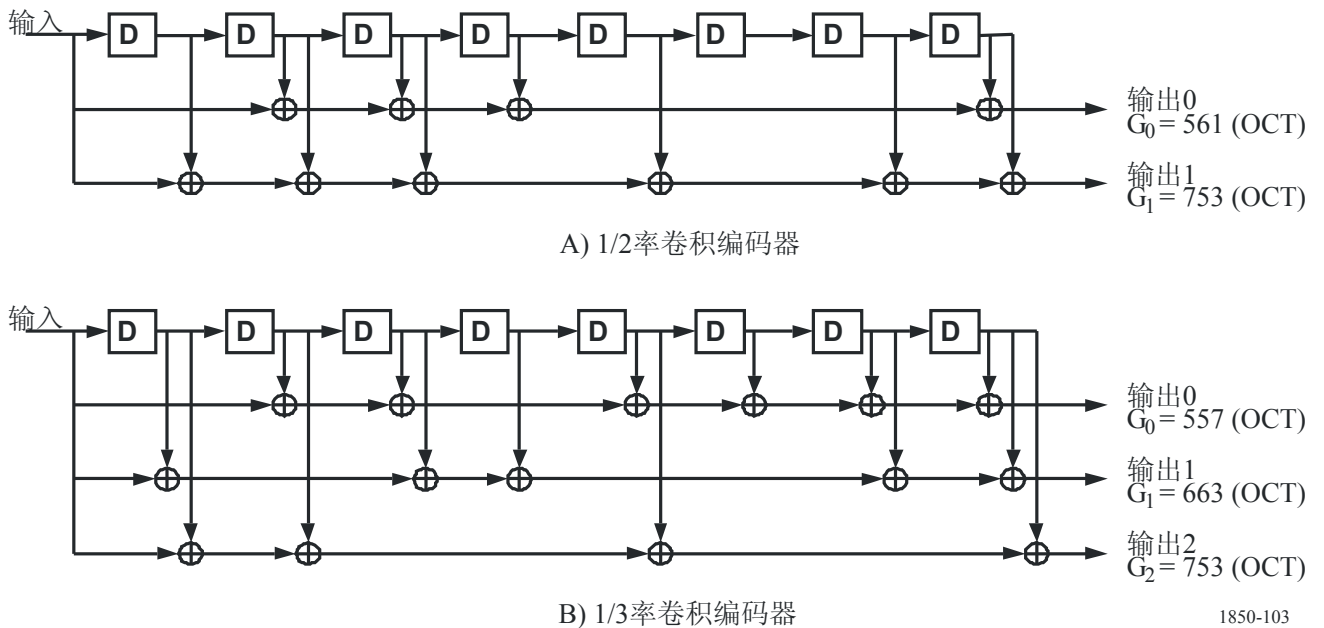 输入
D D D D D D D D
输出0
G0 = 561 (OCT)
输出1
G1 = 753 (OCT)
A) 1/2率卷积编码器
输入
D D D D D D D D
输出0
G0 = 557 (OCT)
输出1
G1 = 663 (OCT)
输出2
G2 = 753 (OCT)
B) 1/3率卷积编码器
1850-103